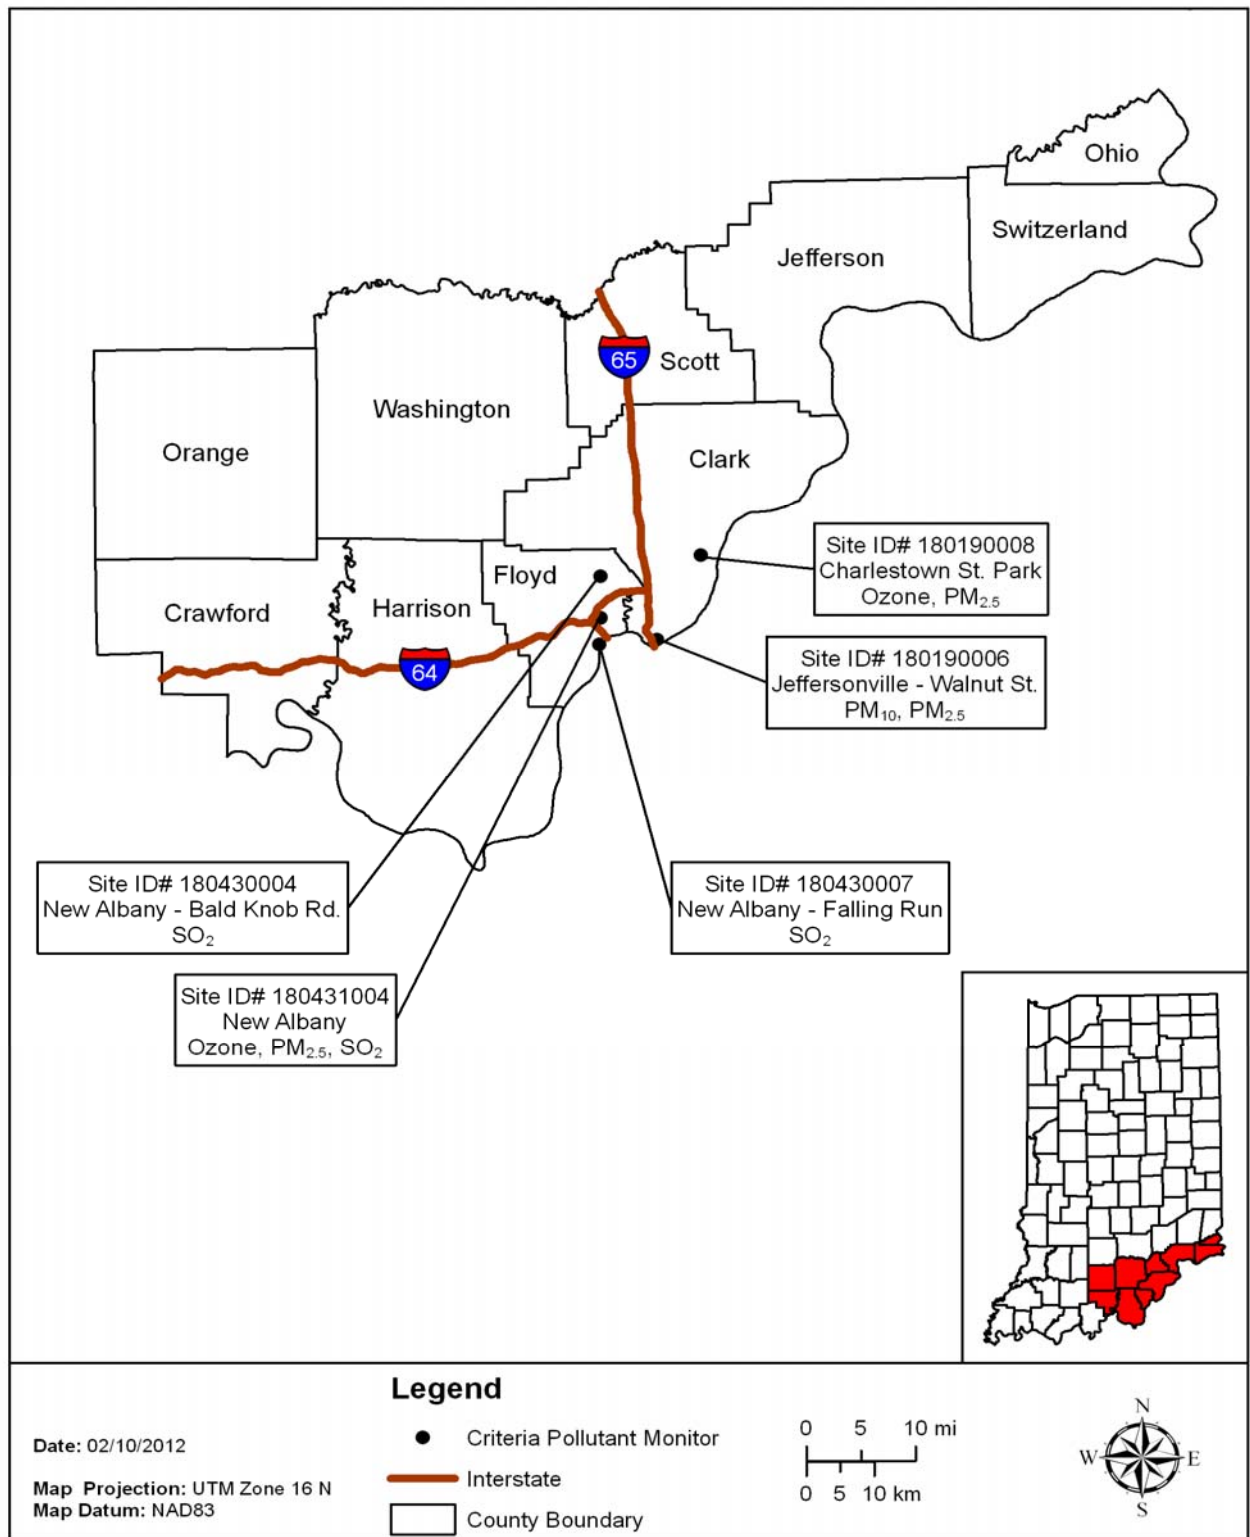 Ohio
Switzerland
Jefferson
65
Scott
Washington
Orange
Clark
Site ID# 180190008
Charlestown St. Park
Ozone, PM₂.₅
Floyd
Crawford
Harrison
64
Site ID# 180190006
Jeffersonville - Walnut St.
PM₁₀, PM₂.₅
Site ID# 180430004
New Albany - Bald Knob Rd.
SO₂
Site ID# 180430007
New Albany - Falling Run
SO₂
Site ID# 180431004
New Albany
Ozone, PM₂.₅, SO₂
Legend
Date: 02/10/2012
Map Projection: UTM Zone 16 N
Map Datum: NAD83
Criteria Pollutant Monitor
Interstate
County Boundary
0 5 10 mi
0 5 10 km
N
W E
S